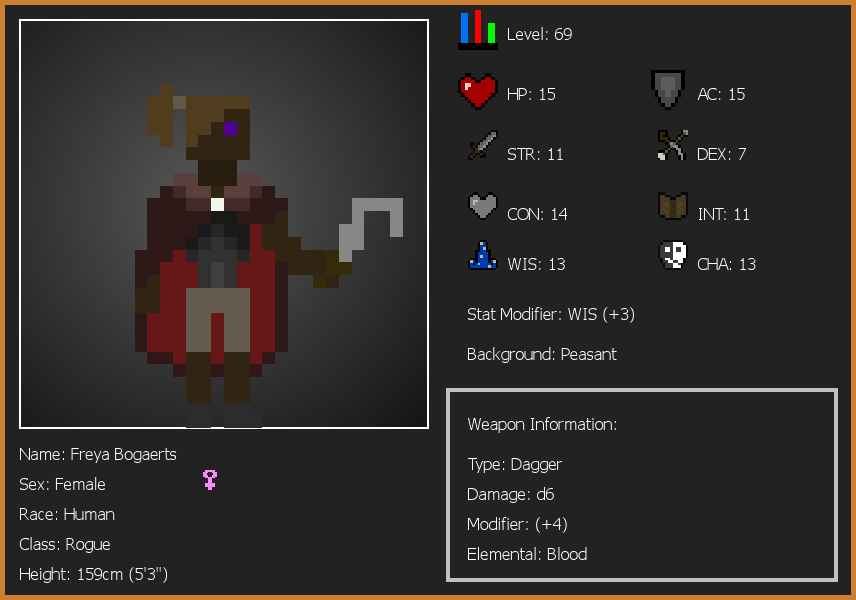 Level: 69
HP: 15
AC: 15
STR: 11
DEX: 7
CON: 14
INT: 11
WIS: 13
CHA: 13
Stat Modifier: WIS (+3)
Background: Peasant
Weapon Information:
Type: Dagger
Damage: d6
Modifier: (+4)
Elemental: Blood
Name: Freya Bogaerts
Sex: Female
Race: Human
Class: Rogue
Height: 159cm (5'3")